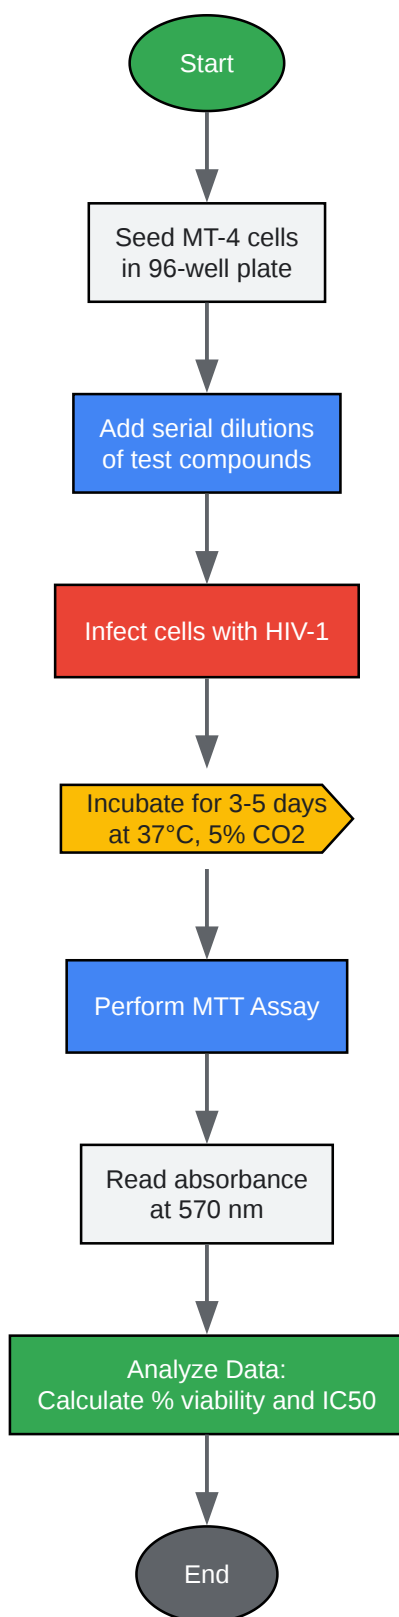 Start
Seed MT-4 cells
in 96-well plate
Add serial dilutions
of test compounds
Infect cells with HIV-1
Incubate for 3-5 days
at 37°C, 5% CO2
Perform MTT Assay
Read absorbance
at 570 nm
Analyze Data:
Calculate % viability and IC50
End